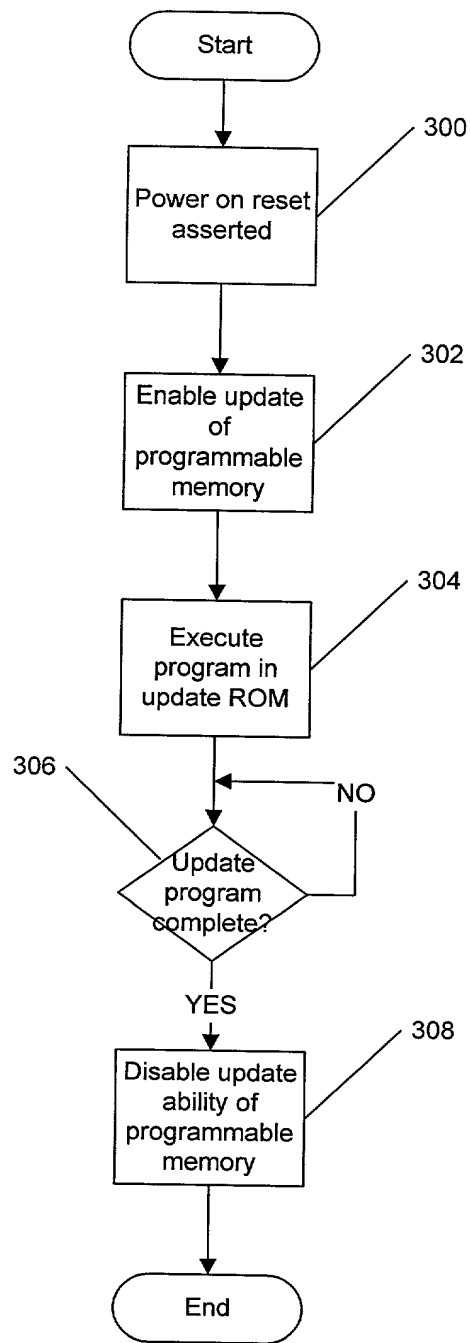 Start
300
Power on reset
asserted
302
Enable update
of
programmable
memory
304
Execute
program in
update ROM
306
NO
Update
program
complete?
YES
308
Disable update
ability of
programmable
memory
End